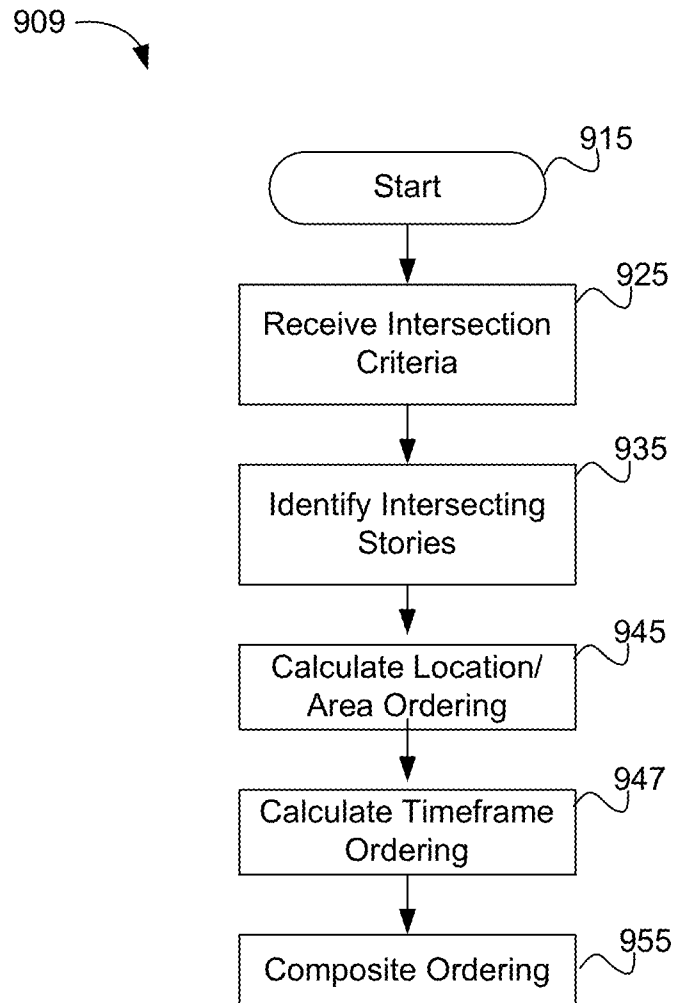 909
915
Start
925
Receive Intersection
Criteria
935
Identify Intersecting
Stories
945
Calculate Location/
Area Ordering
947
Calculate Timeframe
Ordering
955
Composite Ordering